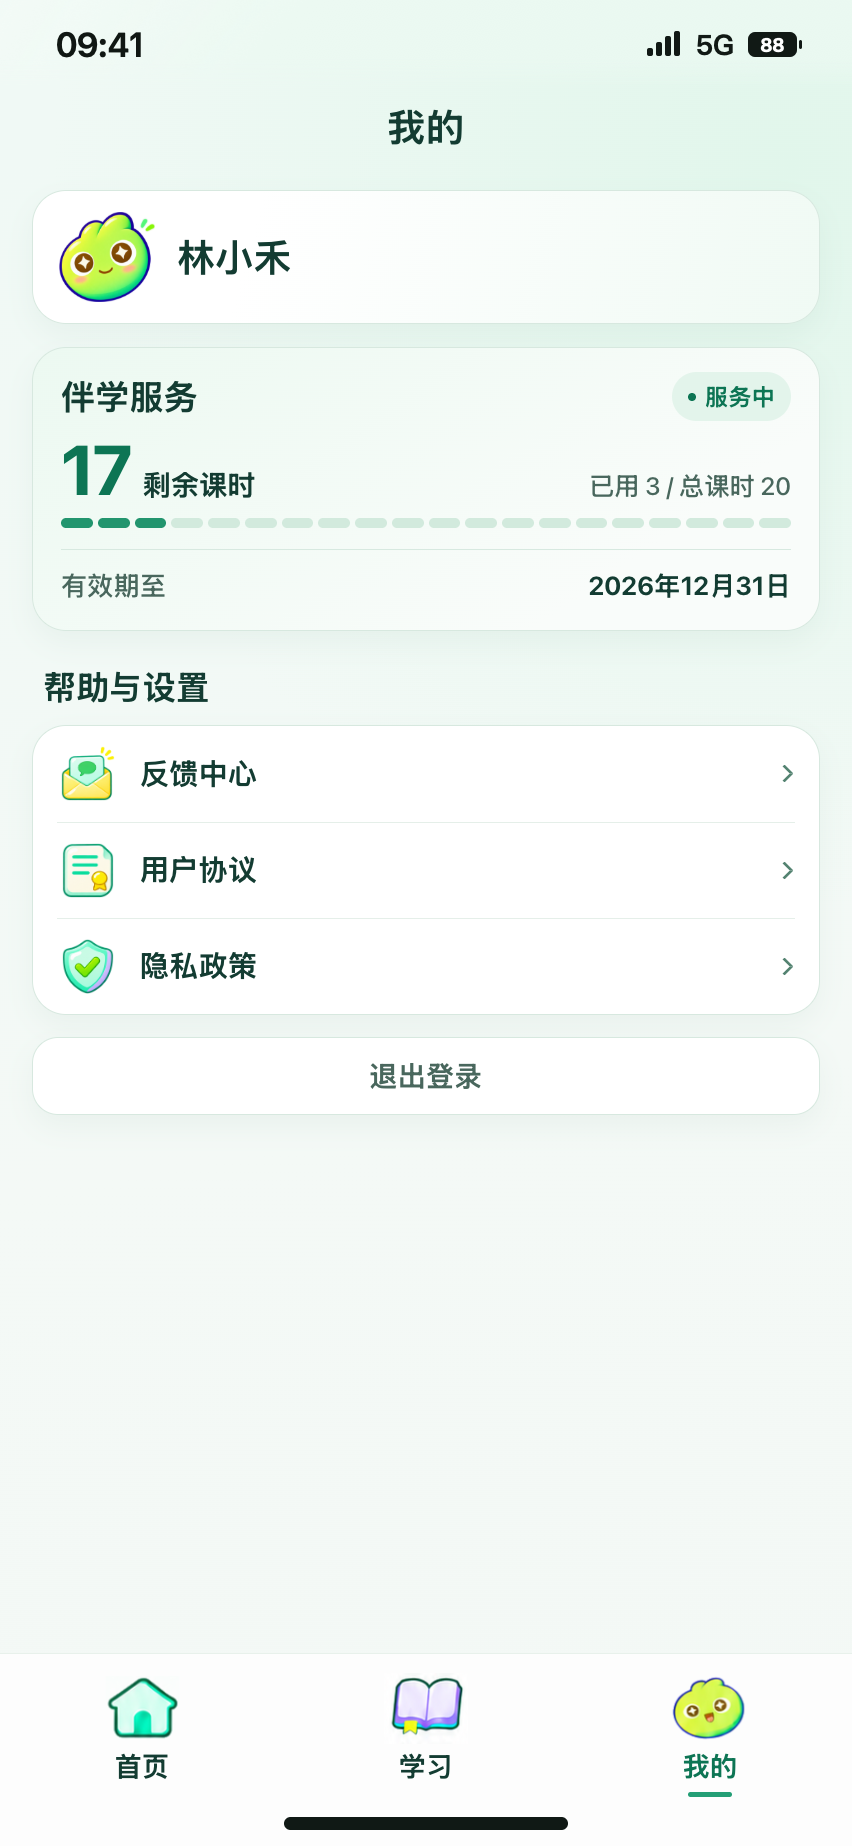 09:41 5G 88
我的
林小禾
伴学服务 服务中
17 剩余课时 已用 3 / 总课时 20
有效期至 2026年12月31日
帮助与设置
反馈中心
用户协议
隐私政策
退出登录
首页 学习 我的